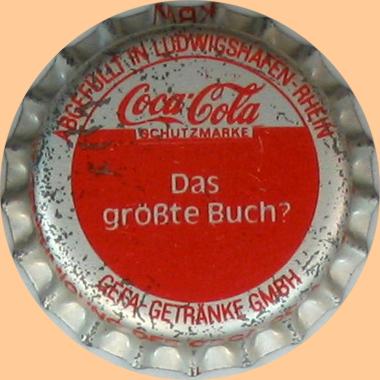 ABGEFÜLLT IN LUDWIGSHAFEN-RHEIN
Coca-Cola
SCHUTZMARKE
Das
größte Buch?
GEFA GETRÄNKE GMBH